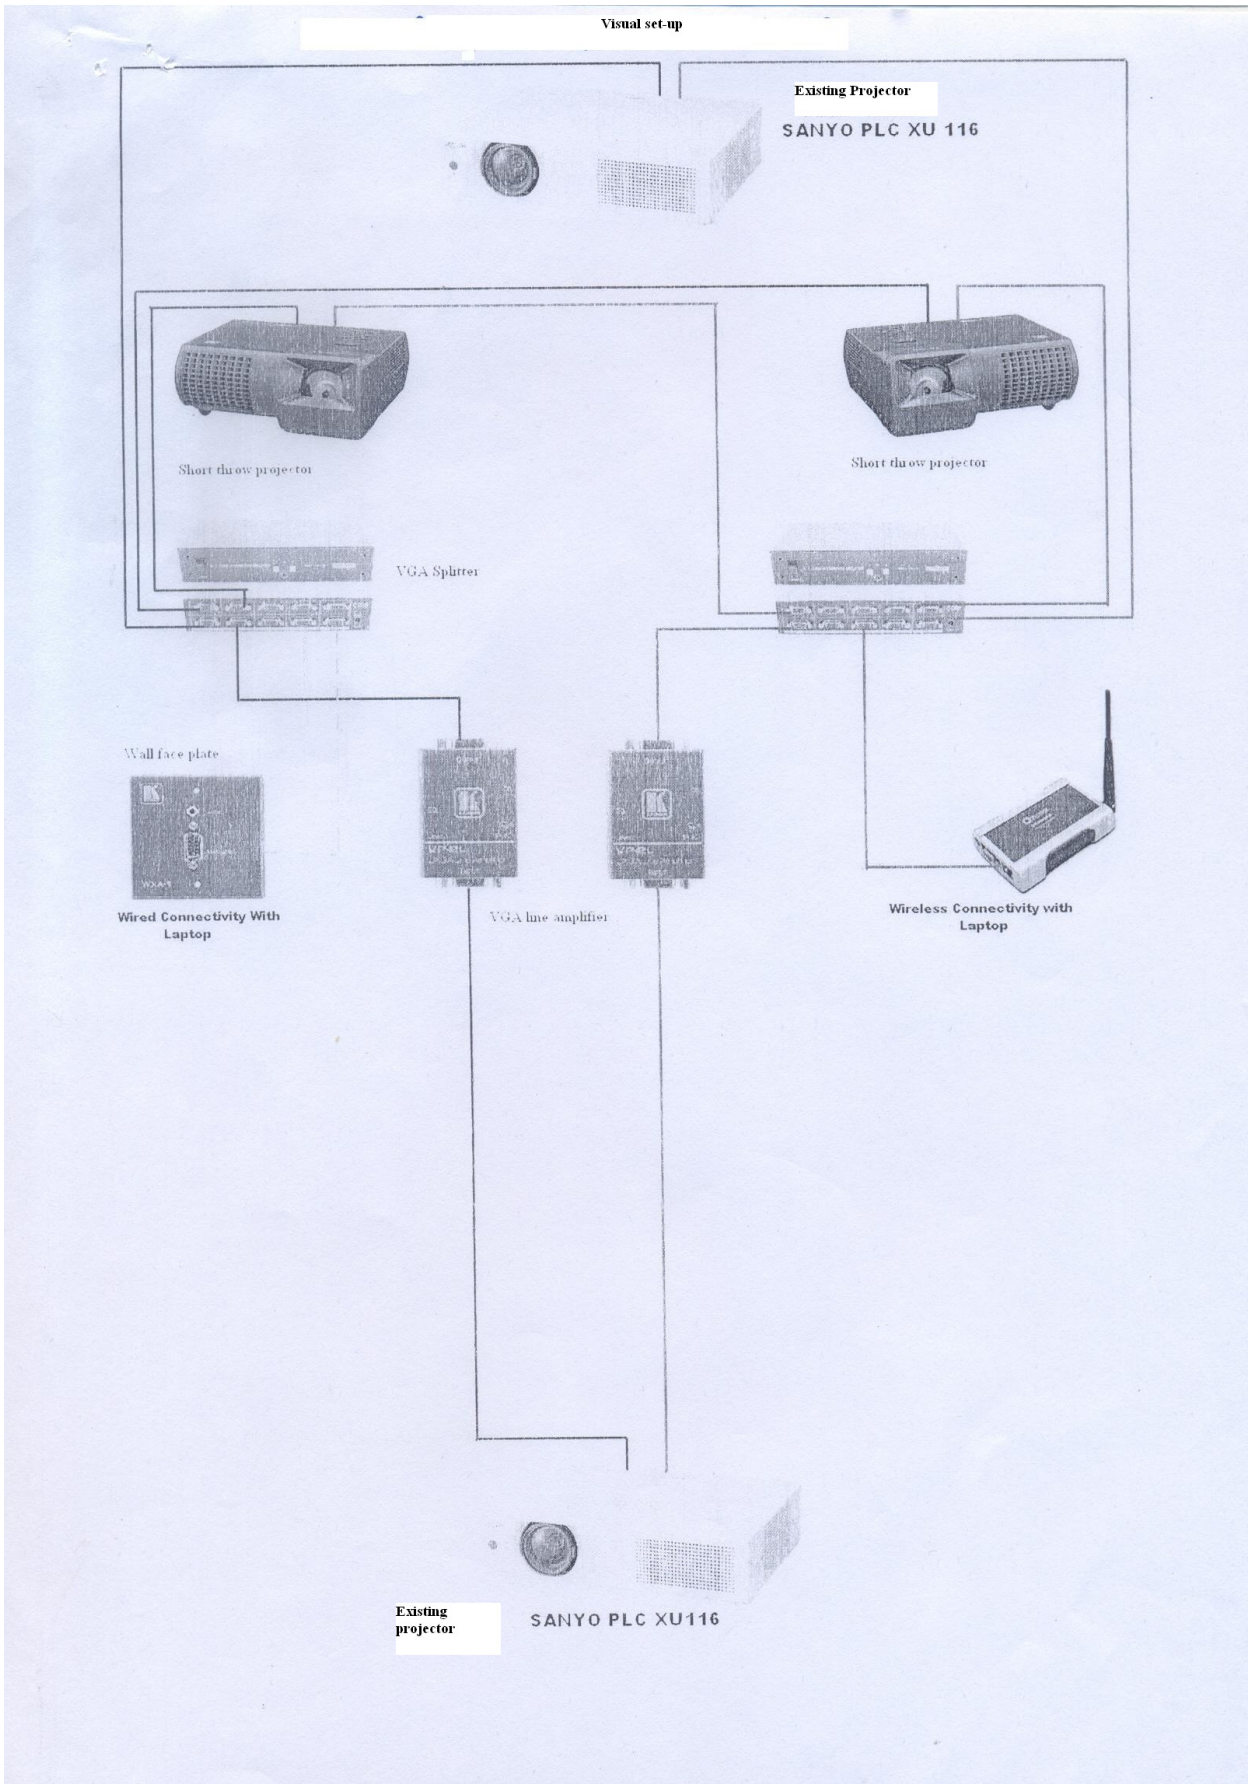 Visual set-up
Existing Projector
SANYO PLC XU 116
Short throw projector
Short throw projector
VGA Splitter
Wall face plate
Wired Connectivity With
Laptop
VGA line amplifier
Wireless Connectivity with
Laptop
Existing
projector
SANYO PLC XU116